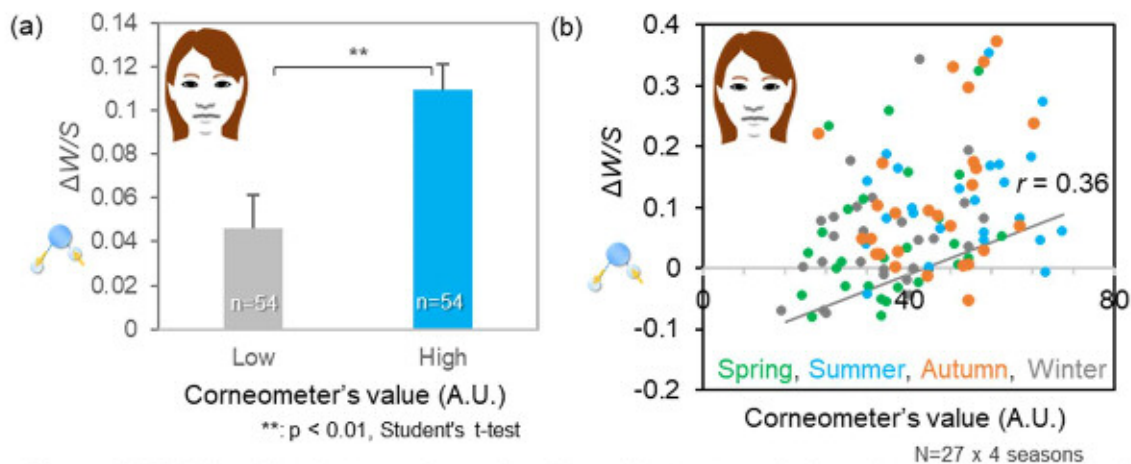 (a)
0.14
0.12
0.1
0.08
0.06
0.04
0.02
0
ΔW/S
**
n=54
n=54
Low
High
Corneometer's value (A.U.)
**: p < 0.01, Student's t-test
(b)
0.4
0.3
0.2
0.1
0
-0.1
-0.2
ΔW/S
r = 0.36
0
40
80
Spring, Summer, Autumn, Winter
Corneometer's value (A.U.)
N=27 x 4 seasons